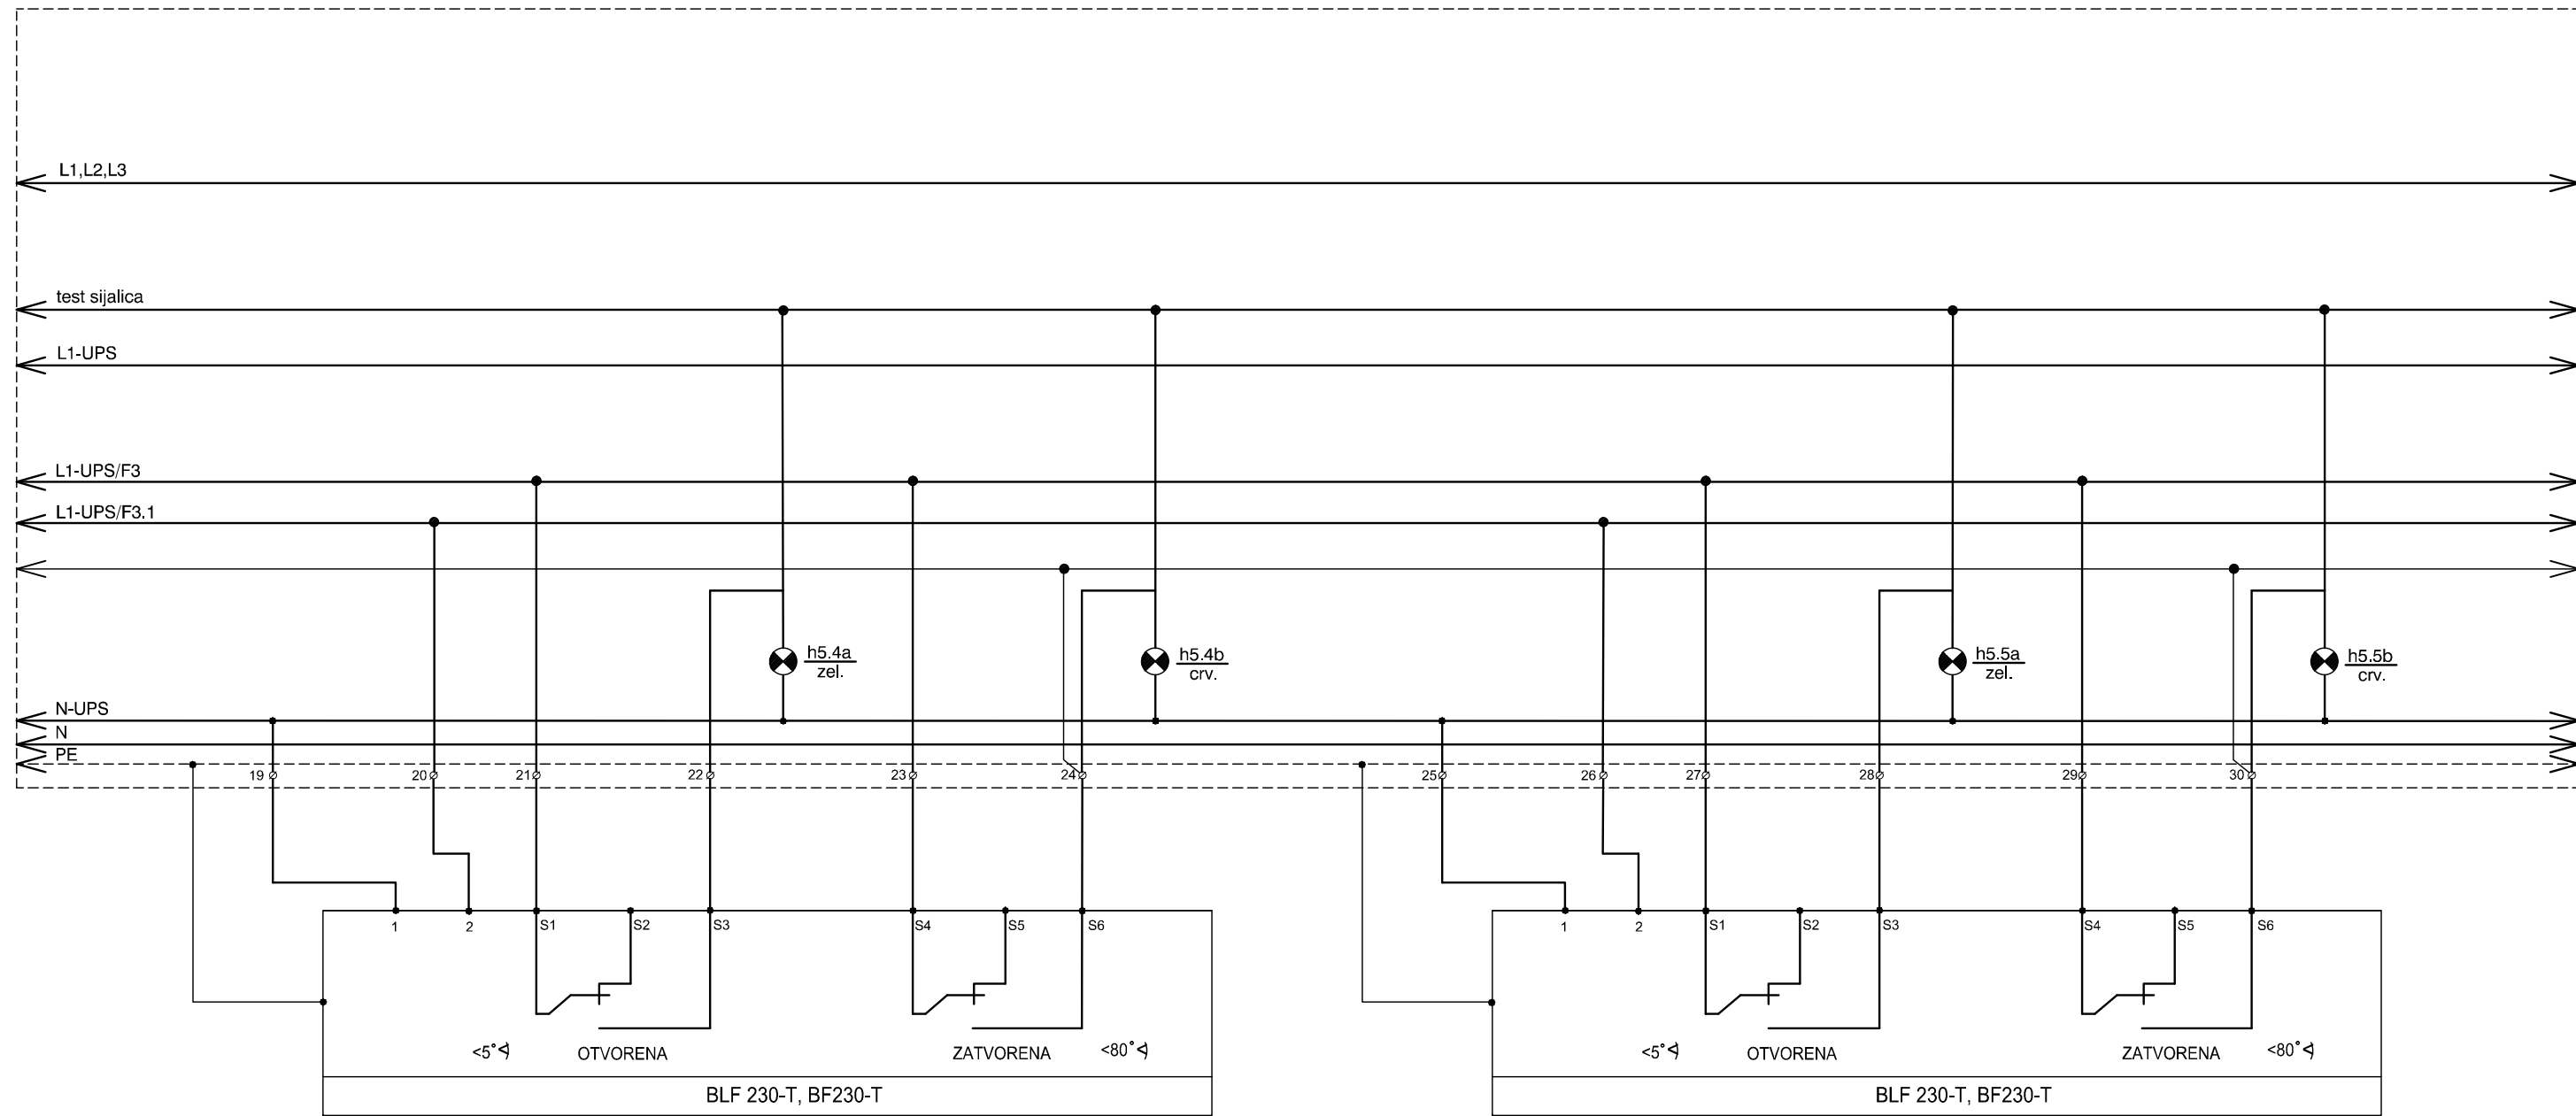 L1,L2,L3
test sijalica
L1-UPS
L1-UPS/F3
L1-UPS/F3.1
h5.4a
zel.
h5.4b
crv.
h5.5a
zel.
h5.5b
crv.
N-UPS
N
PE
19 20 21 22 23 24 25 26 27 28 29 30
1 2 S1 S2 S3 S4 S5 S6 1 2 S1 S2 S3 S4 S5 S6
<5° OTVORENA ZATVORENA <80° <5° OTVORENA ZATVORENA <80°
BLF 230-T, BF230-T BLF 230-T, BF230-T